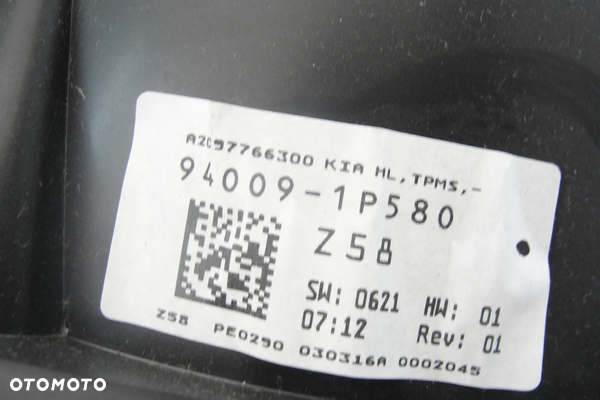 A2C97766300 KIA ML,TPMS,-
94009-1P580
Z58
SW: 0621 HW: 01
07:12 Rev: 01
Z58 PE0290 030316A 0002045
OTOMOTO